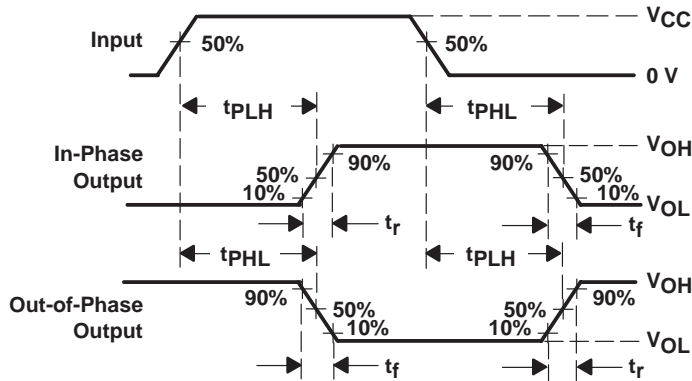 VCC
Input
50%
50%
0 V
tPLH
tPHL
In-Phase
Output
VOH
90%
90%
50%
50%
10%
10%
VOL
tr
tf
tPHL
tPLH
Out-of-Phase
Output
VOH
90%
90%
50%
50%
10%
10%
VOL
tf
tr